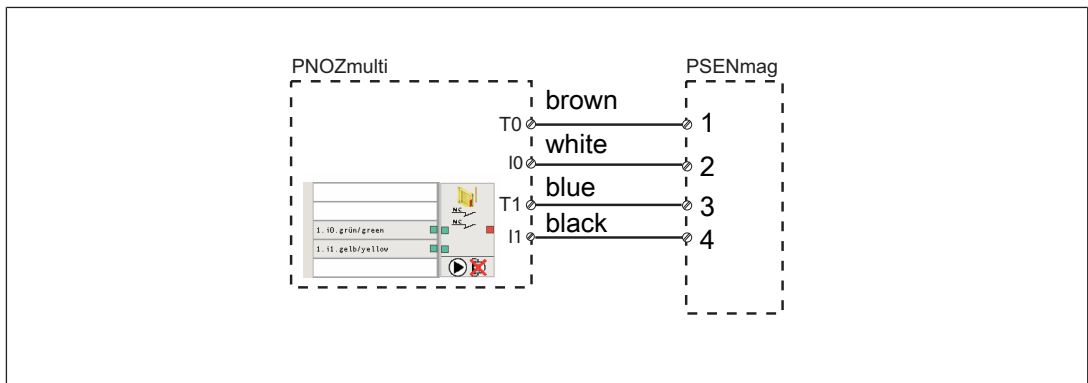 PNOZmulti
PSENmag
brown
T0
1
white
I0
2
blue
T1
3
black
I1
4
NC
NC
1.i0.grün/green
1.i1.gelb/yellow